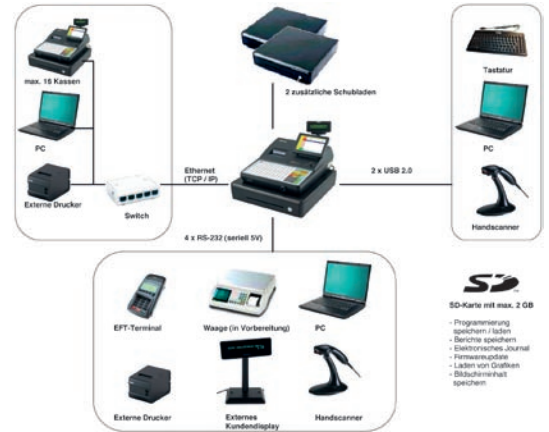 max. 16 Kassen
PC
Externe Drucker
Switch
Ethernet
(TCP / IP)
2 zusätzliche Schubladen
2 x USB 2.0
Tastatur
PC
Handscanner
4 x RS-232 (seriell 5V)
EFT-Terminal
Waage (in Vorbereitung)
PC
Externe Drucker
Externes
Kundendisplay
Handscanner
SD
SD-Karte mit max. 2 GB
- Programmierung
speichern / laden
- Berichte speichern
- Elektronisches Journal
- Firmwareupdate
- Laden von Grafiken
- Bildschirminhalt
speichern